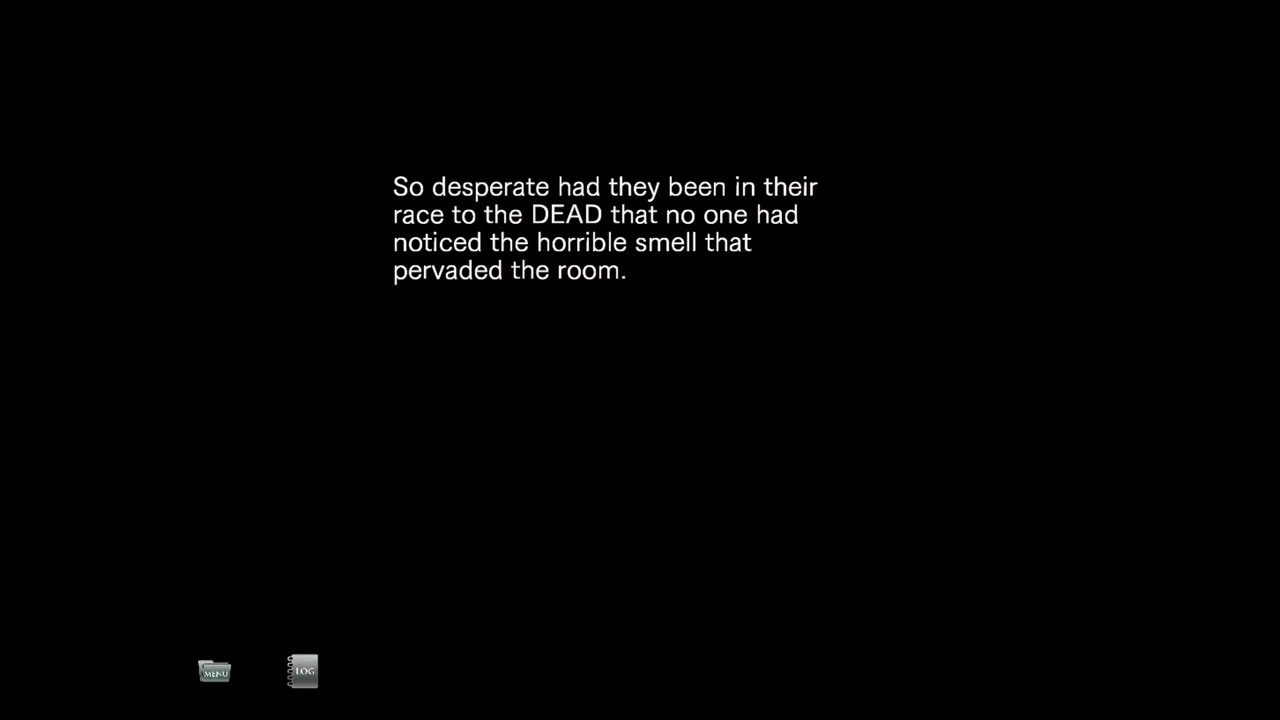 So desperate had they been in their
race to the DEAD that no one had
noticed the horrible smell that
pervaded the room.
MENU
LOG